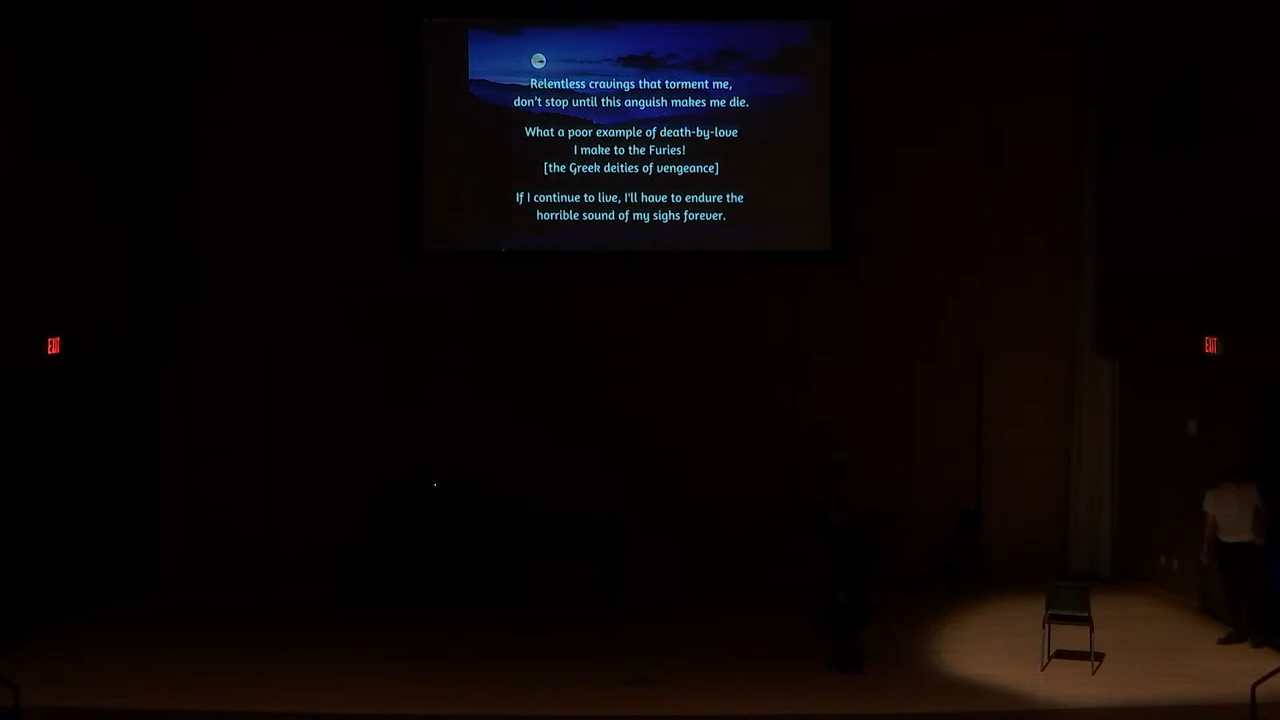 Relentless cravings that torment me,
don't stop until this anguish makes me die.
What a poor example of death-by-love
I make to the Furies!
[the Greek deities of vengeance]
If I continue to live, I'll have to endure the
horrible sound of my sighs forever.
EXIT
EXIT